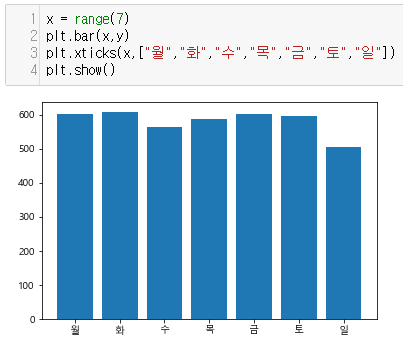 1 x = range(7)
2 plt.bar(x,y)
3 plt.xticks(x,["월","화","수","목","금","토","일"])
4 plt.show()
600
500
400
300
200
100
0
월 화 수 목 금 토 일